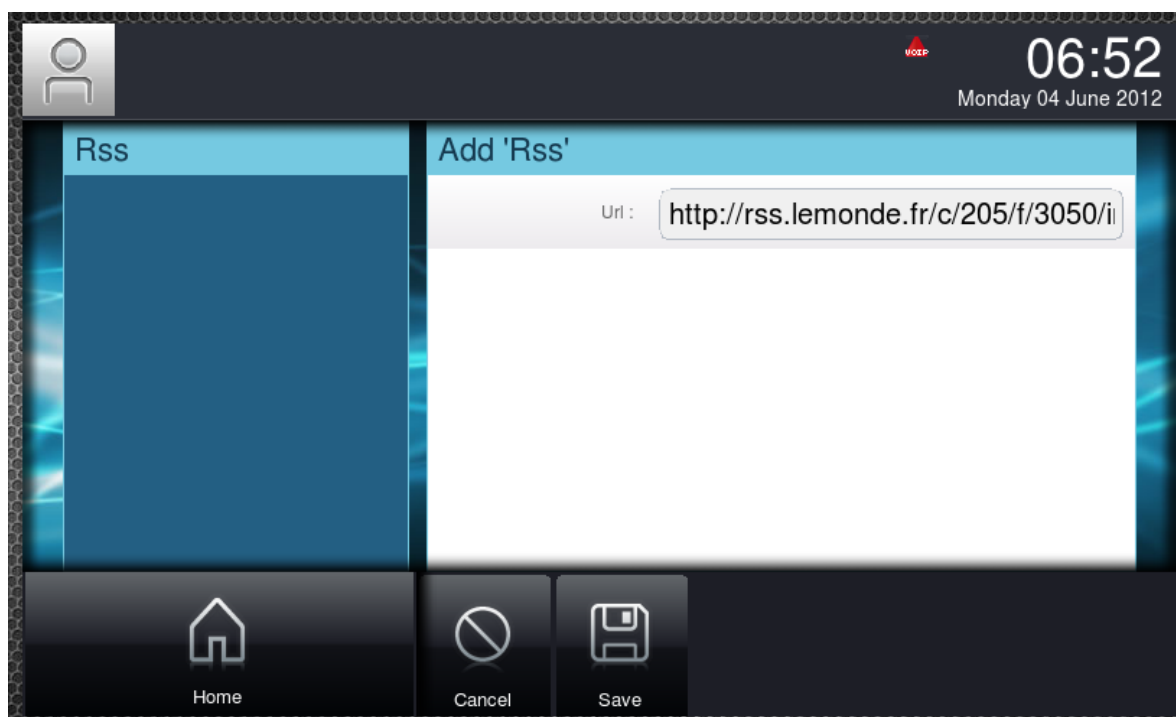 VOIP
06:52
Monday 04 June 2012
Rss
Add 'Rss'
Url :
http://rss.lemonde.fr/c/205/f/3050/i
Home
Cancel
Save